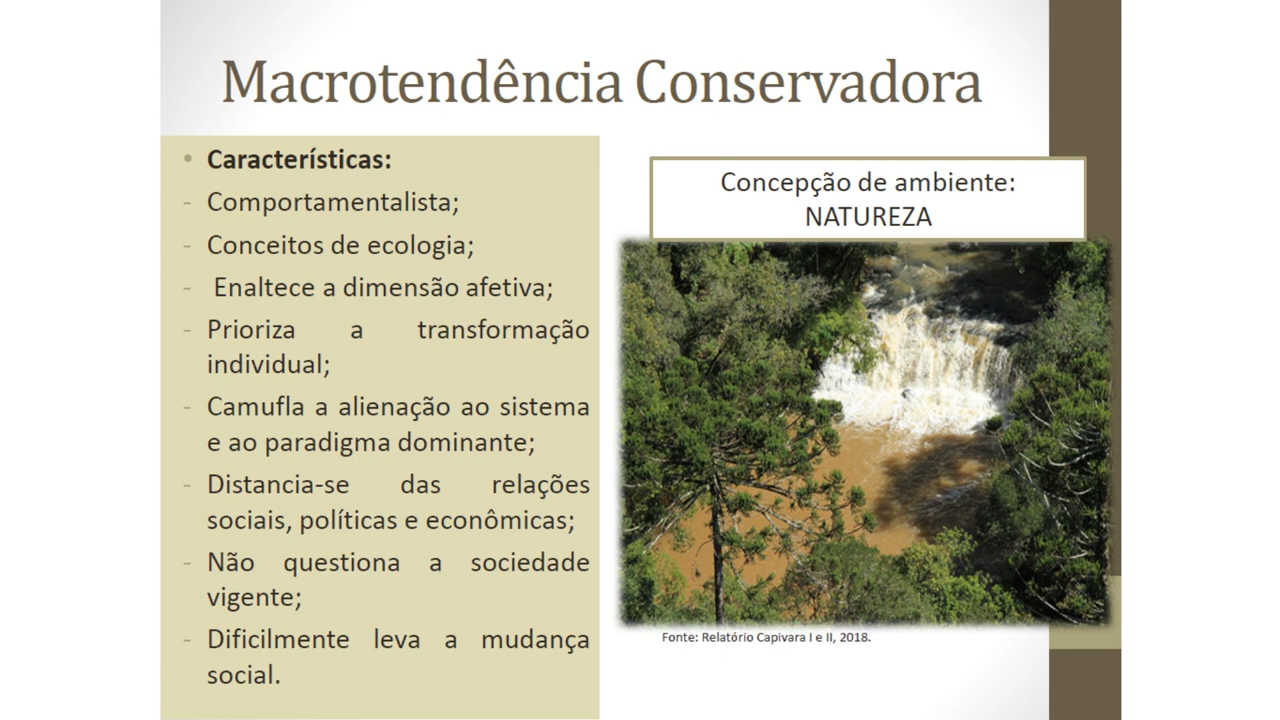 Macrotendência Conservadora
• Características:
- Comportamentalista;
- Conceitos de ecologia;
- Enaltece a dimensão afetiva;
- Prioriza a transformação
individual;
- Camufla a alienação ao sistema
e ao paradigma dominante;
- Distancia-se das relações
sociais, políticas e econômicas;
- Não questiona a sociedade
vigente;
- Dificilmente leva a mudança
social.
Concepção de ambiente:
NATUREZA
Fonte: Relatório Capivara I e II, 2018.